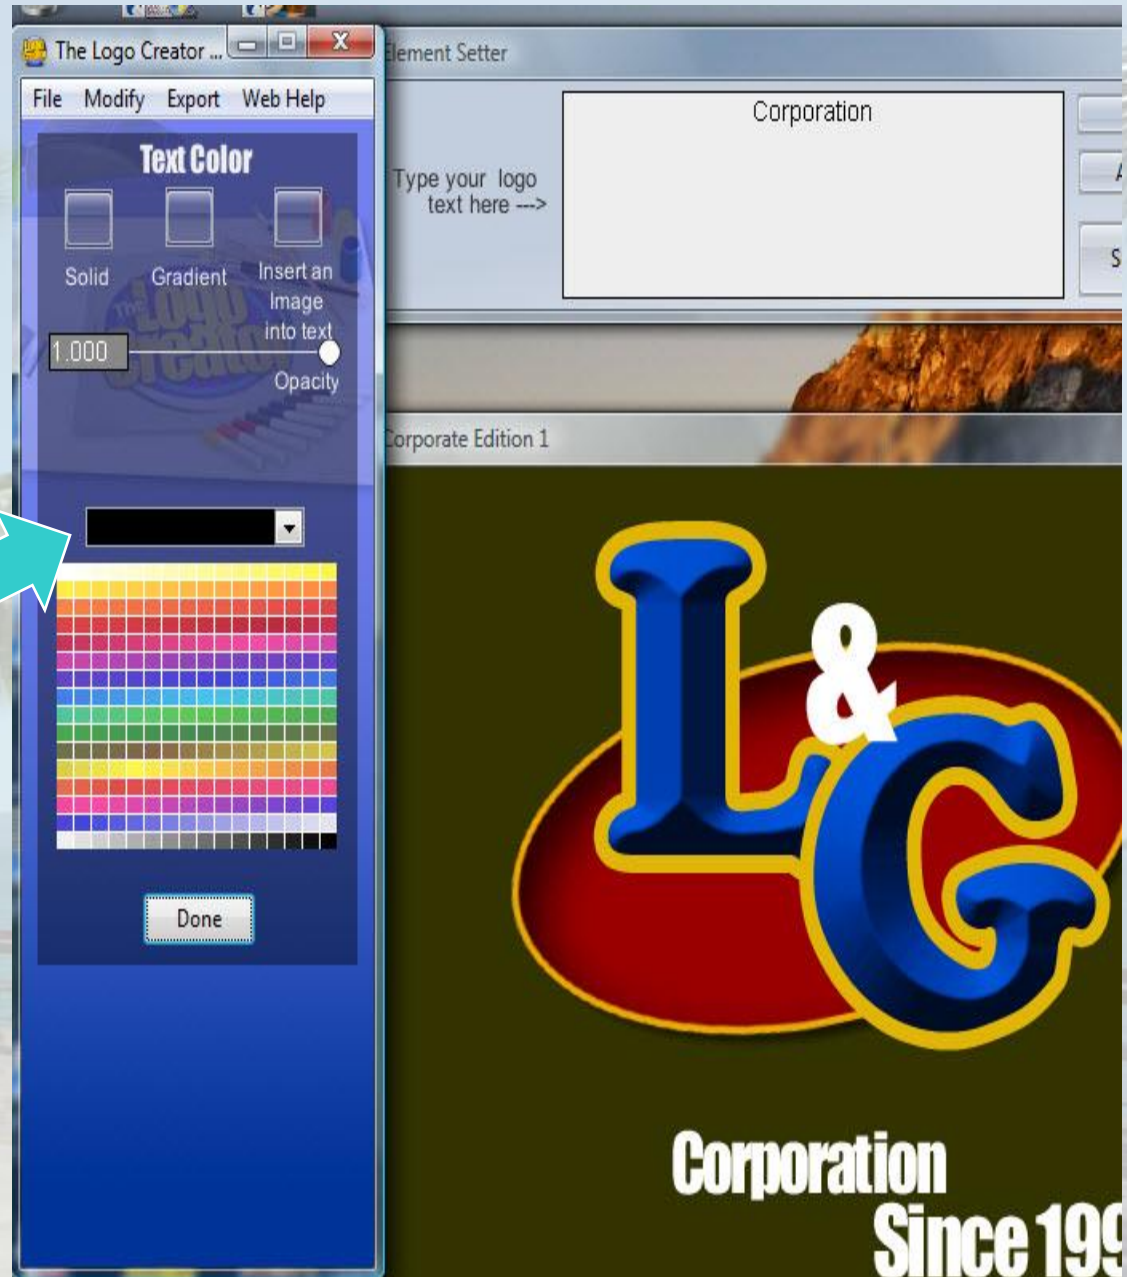 The Logo Creator ...
File Modify Export Web Help
Text Color
Solid
Gradient
Insert an
Image
into text
1.000
Opacity
Done
Element Setter
Type your logo
text here --->
Corporation
Corporate Edition 1
L
&
G
Corporation
Since 199